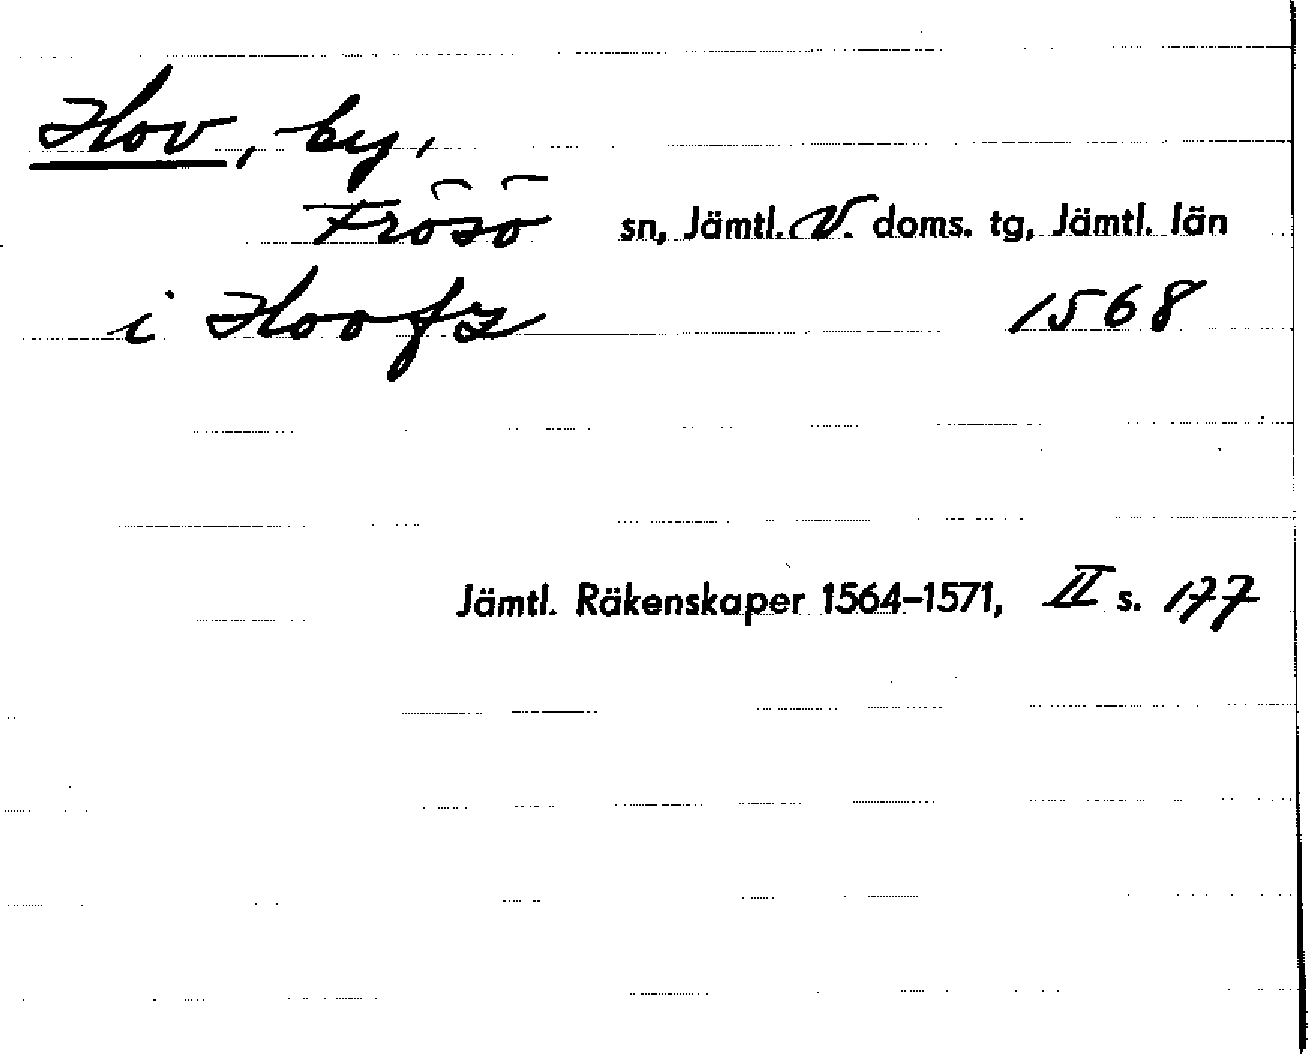 Hov, by,
Frösö sn, Jämtl. V. doms. tg, Jämtl. län
i Hoofz 1568
Jämtl. Räkenskaper 1564-1571, II s. 177